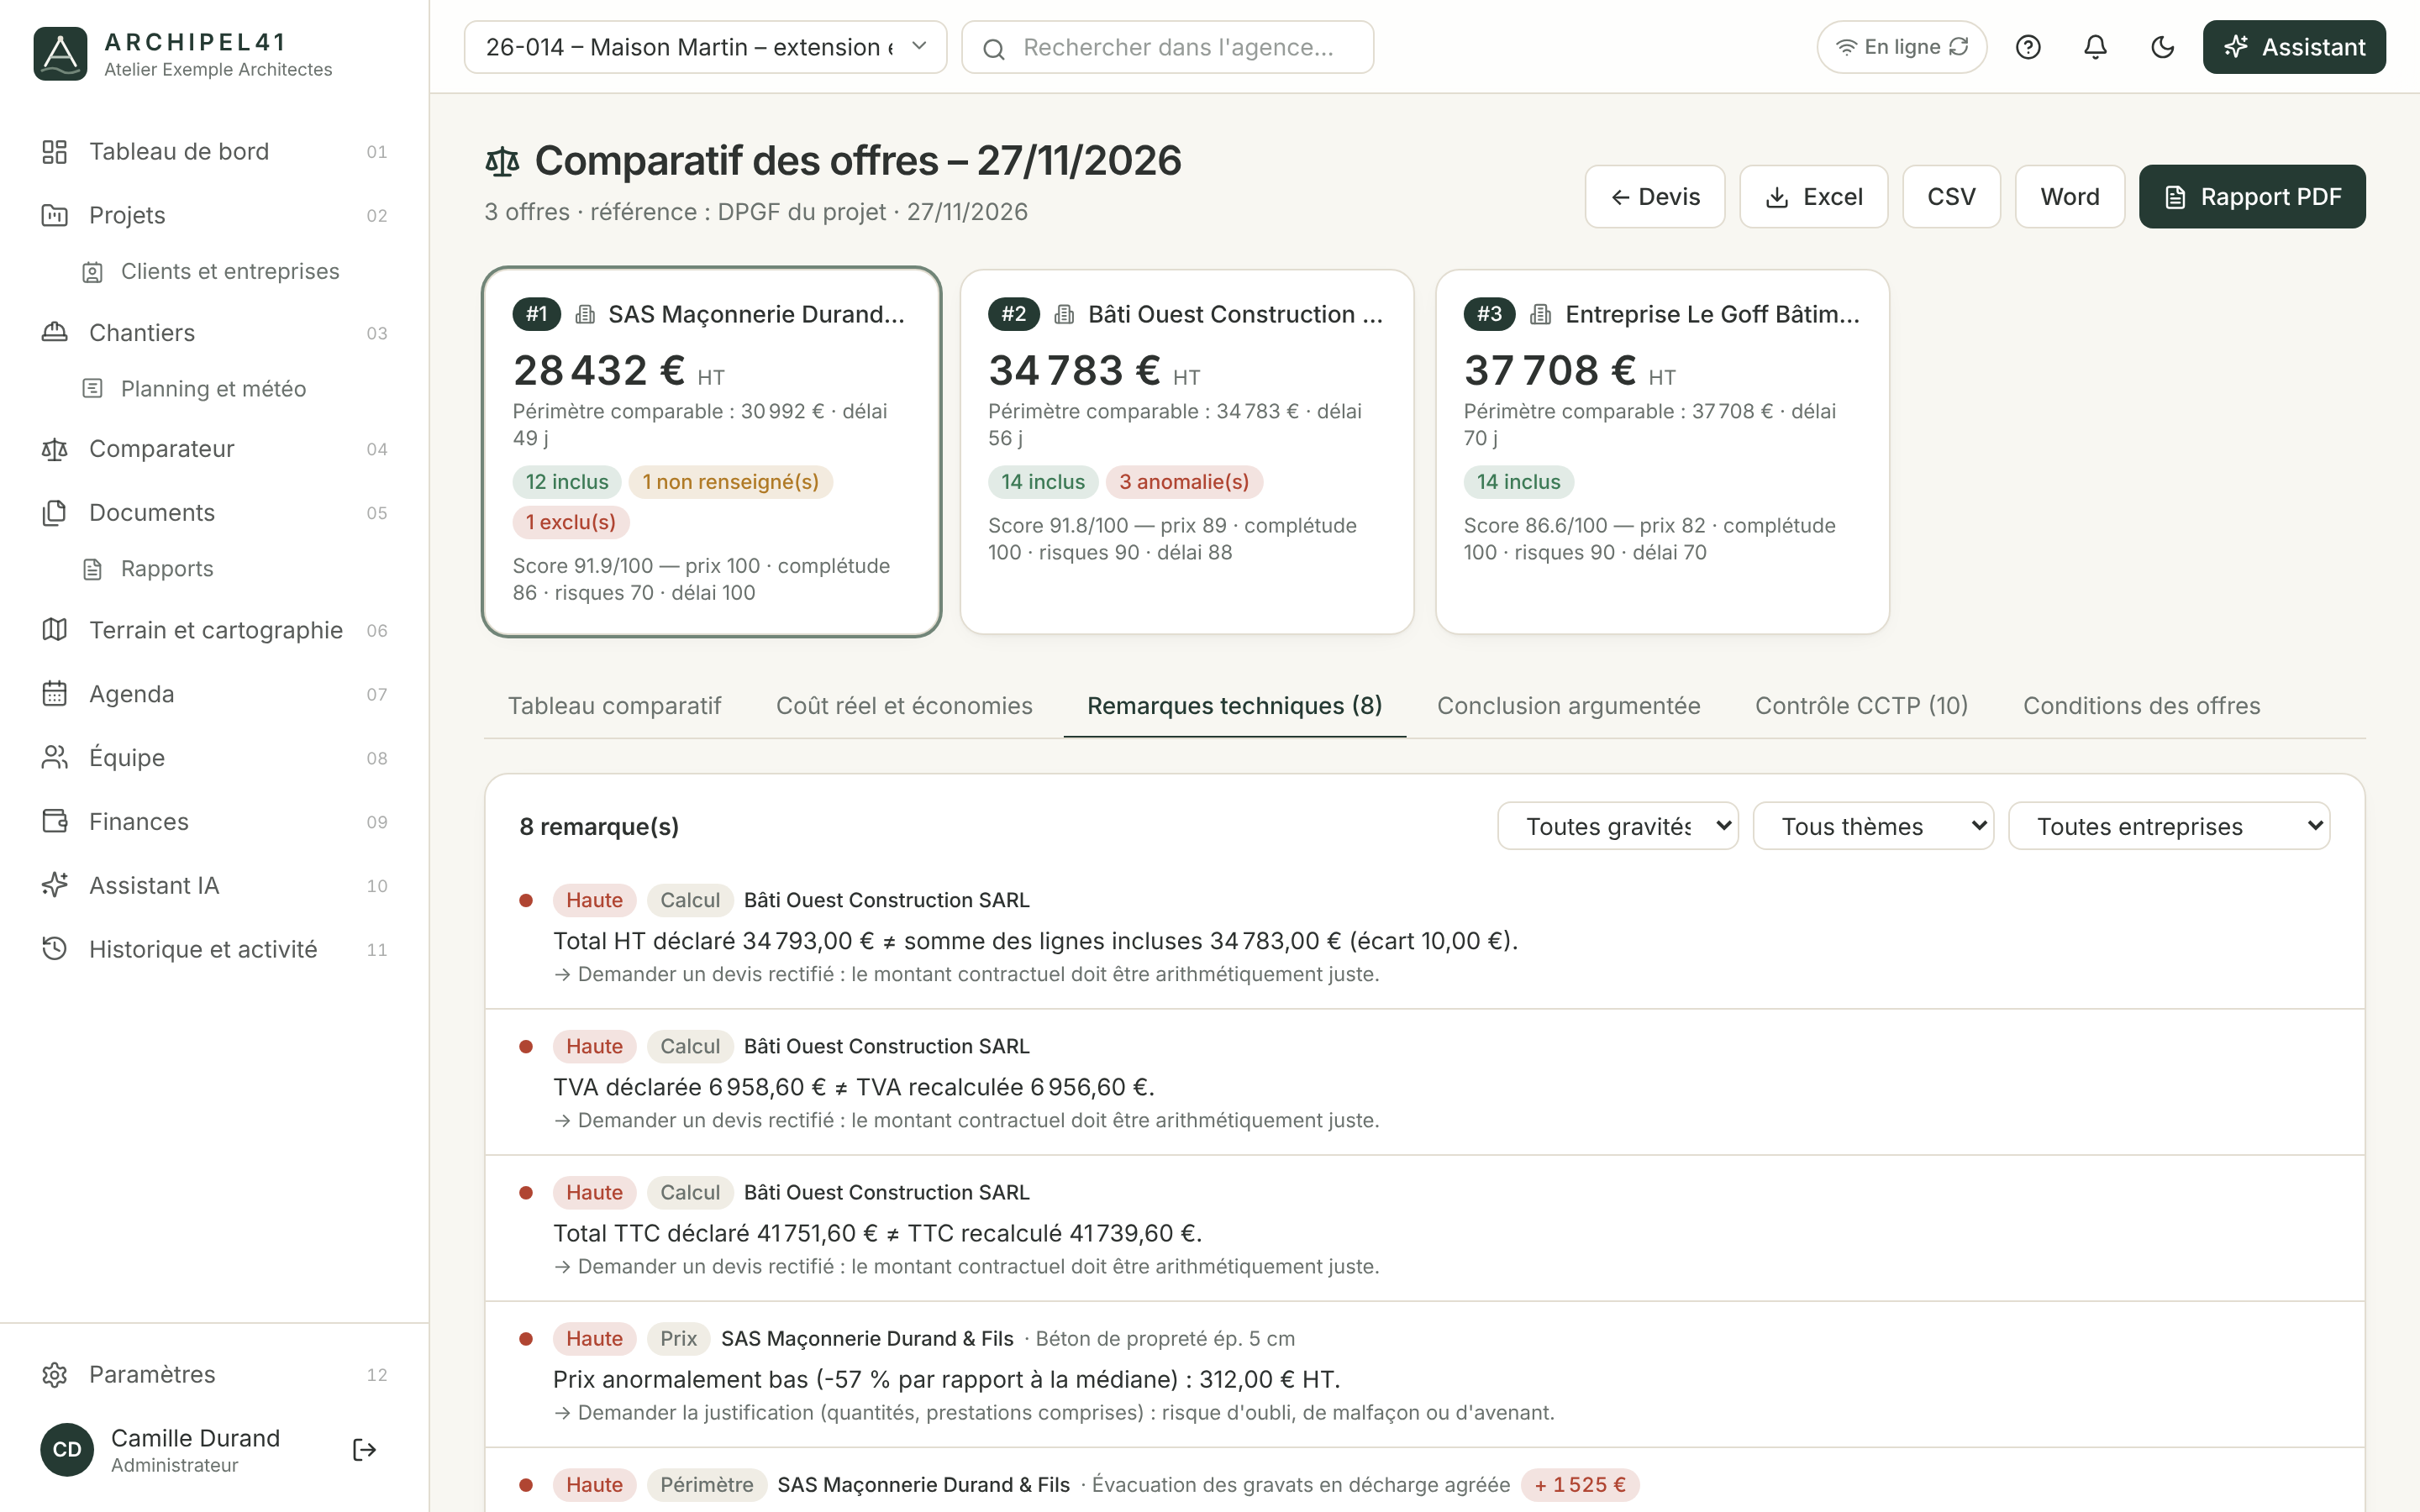 ARCHIPEL41
Atelier Exemple Architectes
Tableau de bord 01
Projets 02
Clients et entreprises
Chantiers 03
Planning et météo
Comparateur 04
Documents 05
Rapports
Terrain et cartographie 06
Agenda 07
Équipe 08
Finances 09
Assistant IA 10
Historique et activité 11
Paramètres 12
CD
Camille Durand
Administrateur
26-014 – Maison Martin – extension e
Rechercher dans l'agence...
En ligne
Assistant
Comparatif des offres – 27/11/2026
3 offres · référence : DPGF du projet · 27/11/2026
← Devis
Excel
CSV
Word
Rapport PDF
#1 SAS Maçonnerie Durand...
28 432 € HT
Périmètre comparable : 30 992 € · délai
49 j
12 inclus 1 non renseigné(s)
1 exclu(s)
Score 91.9/100 — prix 100 · complétude
86 · risques 70 · délai 100
#2 Bâti Ouest Construction ...
34 783 € HT
Périmètre comparable : 34 783 € · délai
56 j
14 inclus 3 anomalie(s)
Score 91.8/100 — prix 89 · complétude
100 · risques 90 · délai 88
#3 Entreprise Le Goff Bâtim...
37 708 € HT
Périmètre comparable : 37 708 € · délai
70 j
14 inclus
Score 86.6/100 — prix 82 · complétude
100 · risques 90 · délai 70
Tableau comparatif Coût réel et économies Remarques techniques (8) Conclusion argumentée Contrôle CCTP (10) Conditions des offres
8 remarque(s) Toutes gravités Tous thèmes Toutes entreprises
Haute Calcul Bâti Ouest Construction SARL
Total HT déclaré 34 793,00 € ≠ somme des lignes incluses 34 783,00 € (écart 10,00 €).
→ Demander un devis rectifié : le montant contractuel doit être arithmétiquement juste.
Haute Calcul Bâti Ouest Construction SARL
TVA déclarée 6 958,60 € ≠ TVA recalculée 6 956,60 €.
→ Demander un devis rectifié : le montant contractuel doit être arithmétiquement juste.
Haute Calcul Bâti Ouest Construction SARL
Total TTC déclaré 41 751,60 € ≠ TTC recalculé 41 739,60 €.
→ Demander un devis rectifié : le montant contractuel doit être arithmétiquement juste.
Haute Prix SAS Maçonnerie Durand & Fils · Béton de propreté ép. 5 cm
Prix anormalement bas (-57 % par rapport à la médiane) : 312,00 € HT.
→ Demander la justification (quantités, prestations comprises) : risque d'oubli, de malfaçon ou d'avenant.
Haute Périmètre SAS Maçonnerie Durand & Fils · Évacuation des gravats en décharge agréée + 1 525 €